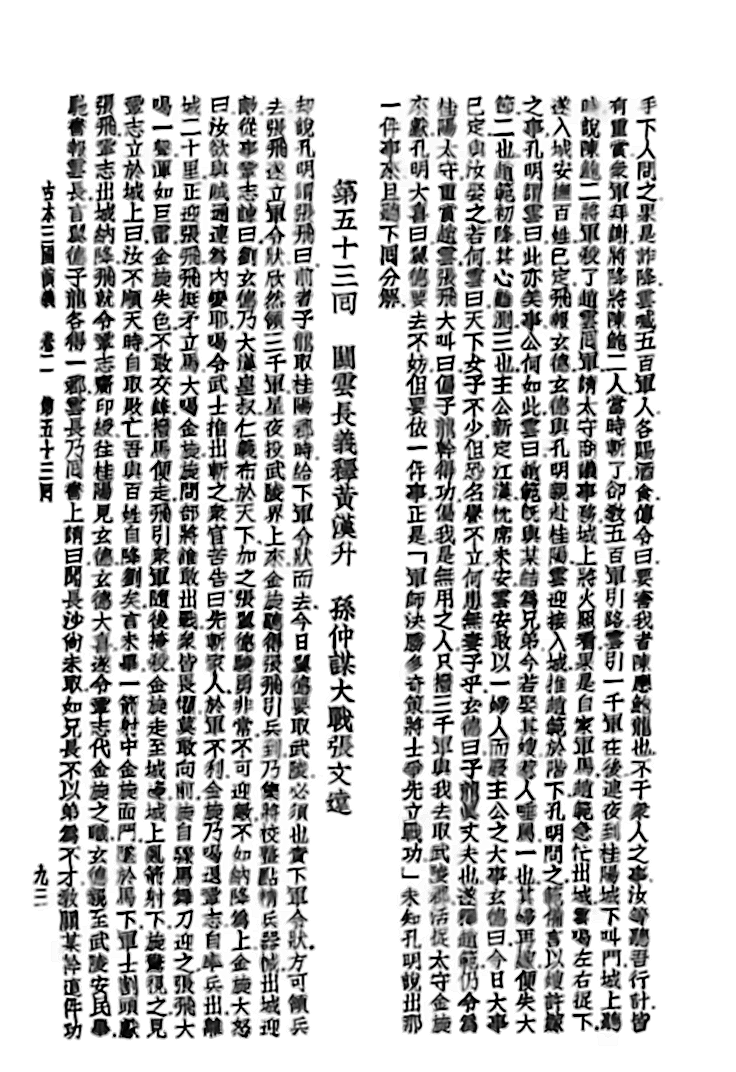 手下人問之果是詐降雲喊五百軍人各賜酒食傳令曰要害我者陳應鮑龍也不干衆人之事汝等聽吾行計皆
有重賞衆軍拜謝將降將陳鮑二人當時斬了卻教五百軍引路雲引一千軍在後連夜到桂陽城下叫門城上聽
時說陳鮑二將軍殺了趙雲回軍請太守商議事務城上將火照看果是自家軍馬趙範急忙出城雲喝左右捉下
遂入城安撫百姓已定飛報玄德玄德與孔明親赴桂陽雲迎接入城推趙範於階下孔明問之範備言以嫂許嫁
之事孔明謂雲曰此亦美事公何如此雲曰趙範旣與某結爲兄弟今若娶其嫂惹人唾罵一也其婦再嫁便失大
節二也趙範初降其心難測三也主公新定江漢枕席未安雲安敢以一婦人而廢主公之大事玄德曰今日大事
已定與汝娶之若何雲曰天下女子不少但恐名譽不立何患無妻子乎玄德曰子龍眞丈夫也遂釋趙範仍令爲
桂陽太守重賞趙雲張飛大叫曰偏子龍幹得功偏我是無用之人只撥三千軍與我去取武陵郡活捉太守金旋
來獻孔明大喜曰翼德要去不妨但要依一件事正是「軍師決勝多奇策將士爭先立戰功」未知孔明說出那
一件事來且聽下回分解.
第五十三回 關雲長義釋黃漢升 孫仲謀大戰張文遠
却說孔明謂張飛曰前者子龍取桂陽郡時給下軍令狀而去今日翼德要取武陵必須也責下軍令狀方可領兵
去張飛遂立軍令狀欣然領三千軍星夜投武陵界上來金旋聽得張飛引兵到乃集將校整點精兵器械出城迎
敵從事鞏志諫曰劉玄德乃大漢皇叔仁義布於天下加之張翼德驍勇非常不可迎敵不如納降爲上金旋大怒
曰汝欲與賊通連爲內變耶喝令武士推出斬之衆官苦告曰先斬家人於軍不利金旋乃喝退鞏志自率兵出離
城二十里正迎張飛飛挺矛立馬大喝金旋旋問部將誰敢出戰衆皆畏懼莫敢向前旋自驟馬舞刀迎之張飛大
喝一聲渾如巨雷金旋失色不敢交鋒撥馬便走飛引衆軍隨後掩殺金旋走至城邊城上亂箭射下旋驚視之見
鞏志立於城上曰汝不順天時自取敗亡吾與百姓自降劉矣言未畢一箭射中金旋面門墜於馬下軍士割頭獻
張飛鞏志出城納降飛就令鞏志齎印綬往桂陽見玄德玄德大喜遂令鞏志代金旋之職玄德親至武陵安民畢
馳書報雲長言翼德子龍各得一郡雲長乃回書上請曰聞長沙尙未取如兄長不以弟爲不才敎關某幹這件功
古本三國演義 卷二 第五十三回
九二